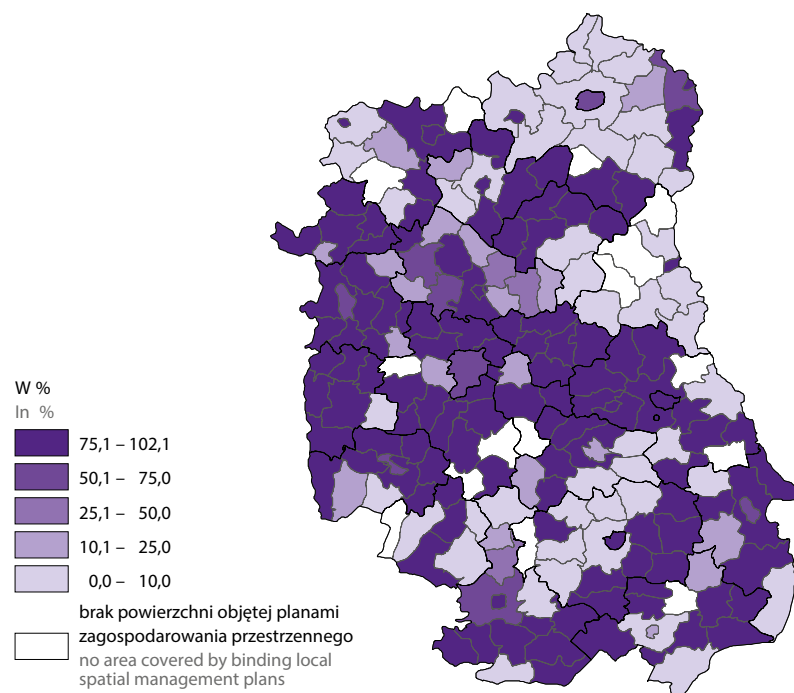 W %
In %
75,1 – 102,1
50,1 – 75,0
25,1 – 50,0
10,1 – 25,0
0,0 – 10,0
brak powierzchni objętej planami
zagospodarowania przestrzennego
no area covered by binding local
spatial management plans